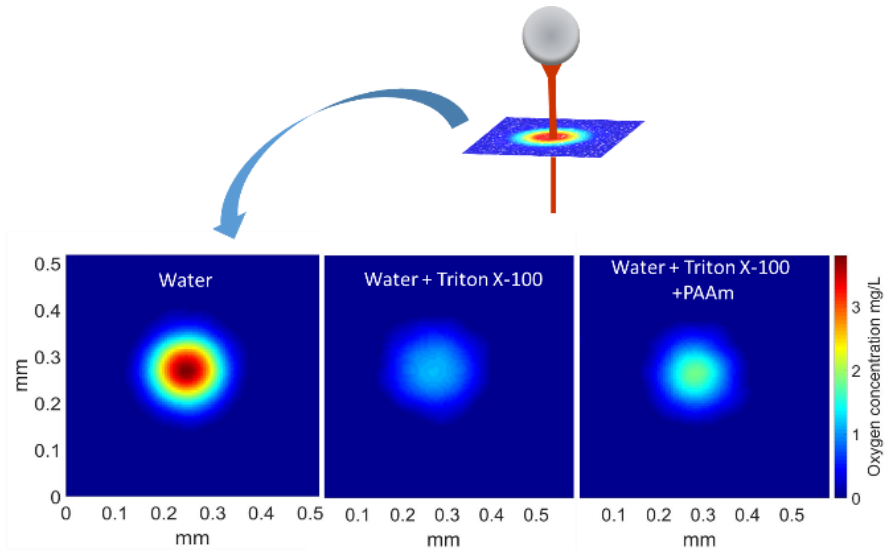 Water
Water + Triton X-100
Water + Triton X-100
+PAAm
0.5
0.4
0.3
0.2
0.1
0
mm
0 0.1 0.2 0.3 0.4 0.5
mm
0.1 0.2 0.3 0.4 0.5
mm
0.1 0.2 0.3 0.4 0.5
mm
3
2
1
0
Oxygen concentration mg/L